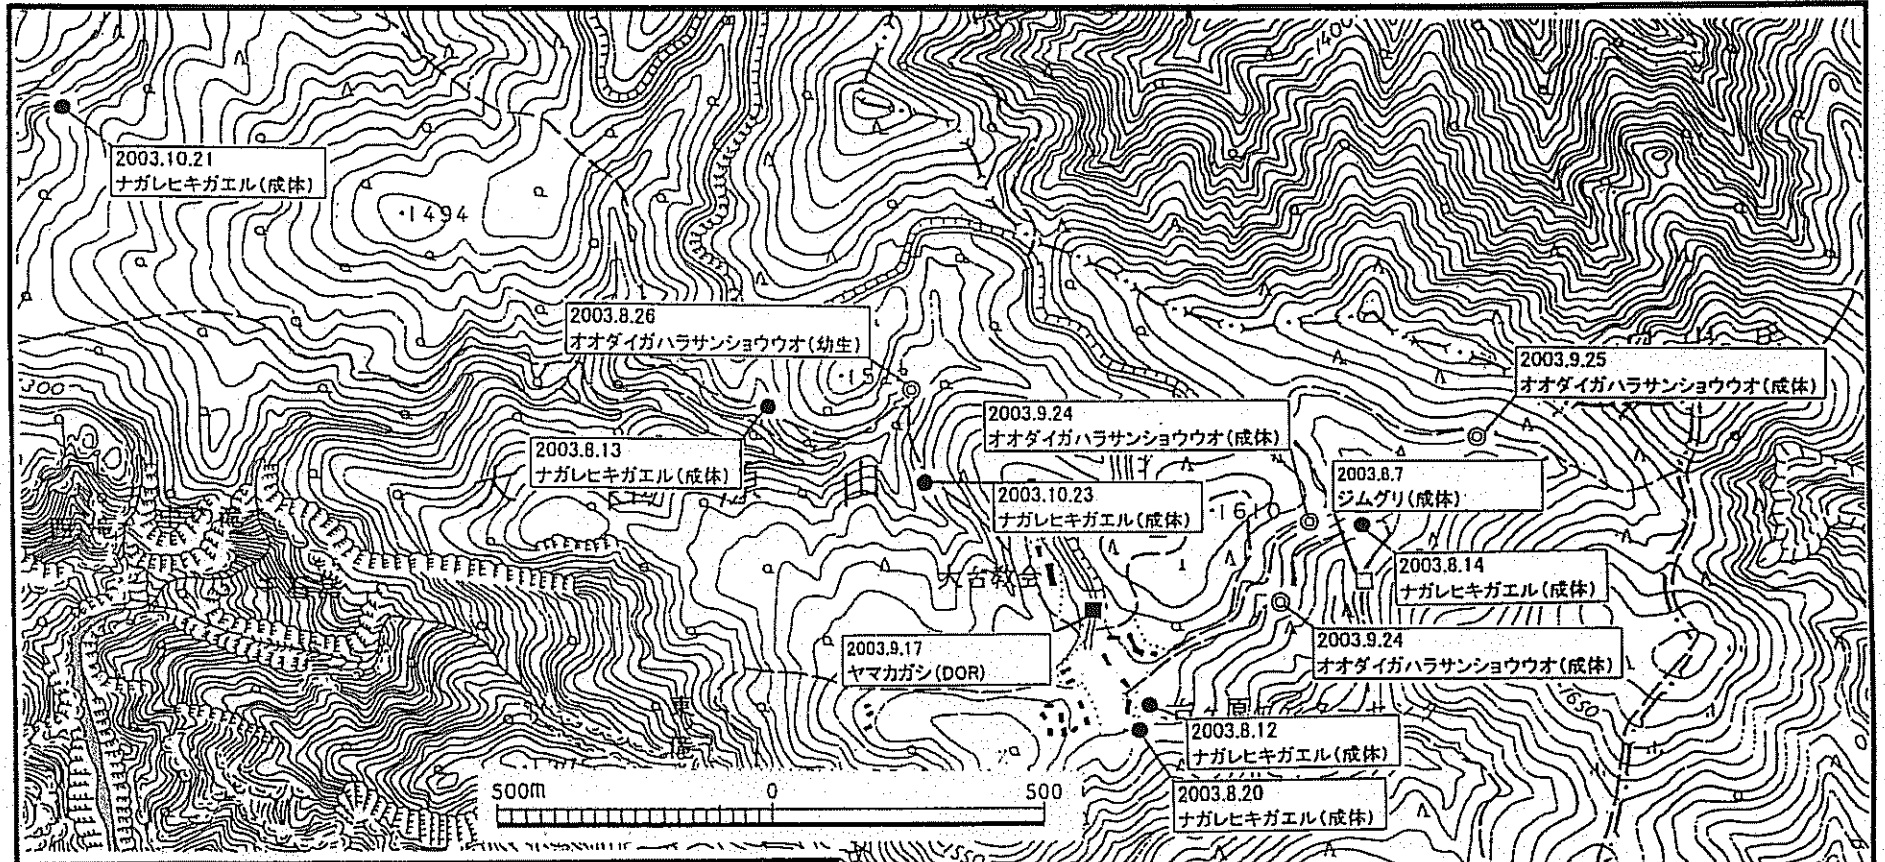 140
2003.10.21
ナガレヒキガエル(成体)
・1494
2003.8.26
オオダイガハラサンショウウオ(幼生)
300
・15
2003.9.25
オオダイガハラサンショウウオ(成体)
2003.9.24
オオダイガハラサンショウウオ(成体)
2003.8.13
ナガレヒキガエル(成体)
2003.8.7
ジムグリ(成体)
2003.10.23
ナガレヒキガエル(成体)
・1610
大台教会
2003.8.14
ナガレヒキガエル(成体)
2003.9.17
ヤマカガシ(DOR)
2003.9.24
オオダイガハラサンショウウオ(成体)
1650
2003.8.12
ナガレヒキガエル(成体)
2003.8.20
ナガレヒキガエル(成体)
500m 0 500